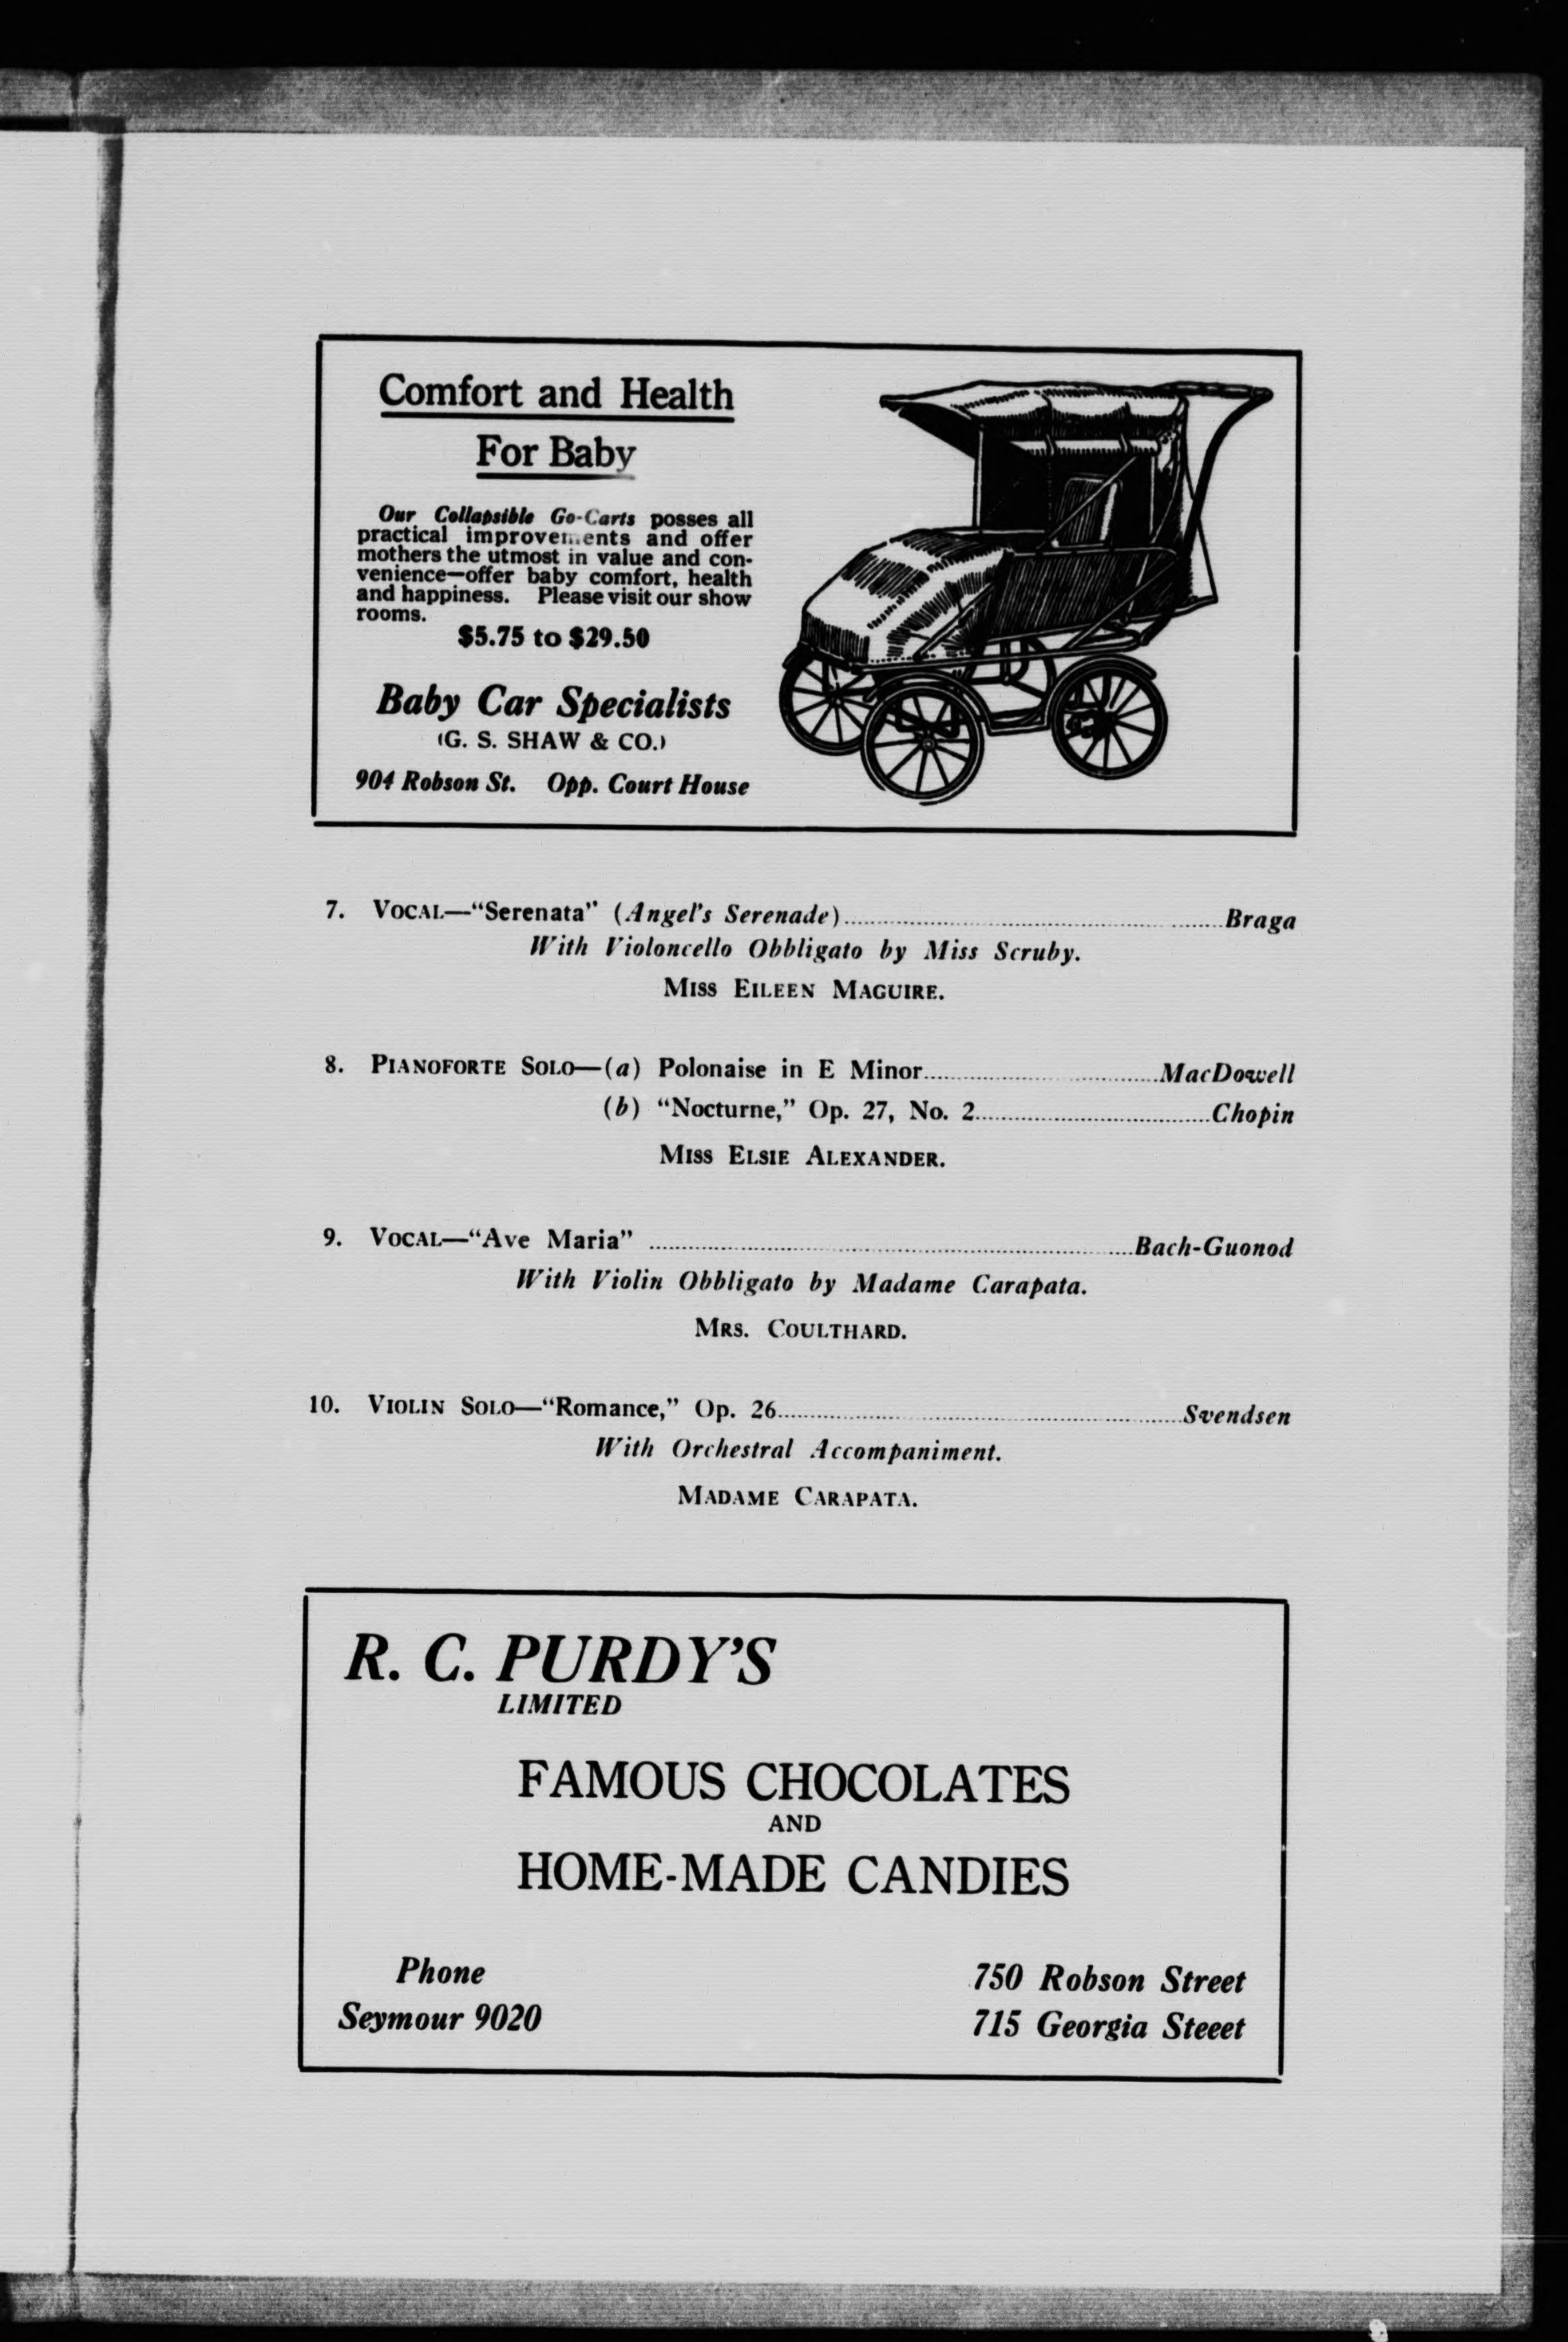 Comfort and Health
For Baby
Our Collapsible Go-Carts posses all
practical improvements and offer
mothers the utmost in value and con-
venience—offer baby comfort, health
and happiness. Please visit our show
rooms.
$5.75 to $29.50
Baby Car Specialists
(G. S. SHAW & CO.)
904 Robson St. Opp. Court House
7. VOCAL—"Serenata" (Angel's Serenade)........Braga
With Violoncello Obbligato by Miss Scruby.
MISS EILEEN MAGUIRE.
8. PIANOFORTE SOLO—(a) Polonaise in E Minor........MacDowell
(b) "Nocturne," Op. 27, No. 2........Chopin
MISS ELSIE ALEXANDER.
9. VOCAL—"Ave Maria" ........Bach-Guonod
With Violin Obbligato by Madame Carapata.
MRS. COULTHARD.
10. VIOLIN SOLO—"Romance," Op. 26........Svendsen
With Orchestral Accompaniment.
MADAME CARAPATA.
R. C. PURDY'S
LIMITED
FAMOUS CHOCOLATES
AND
HOME-MADE CANDIES
Phone
Seymour 9020
750 Robson Street
715 Georgia Steeet